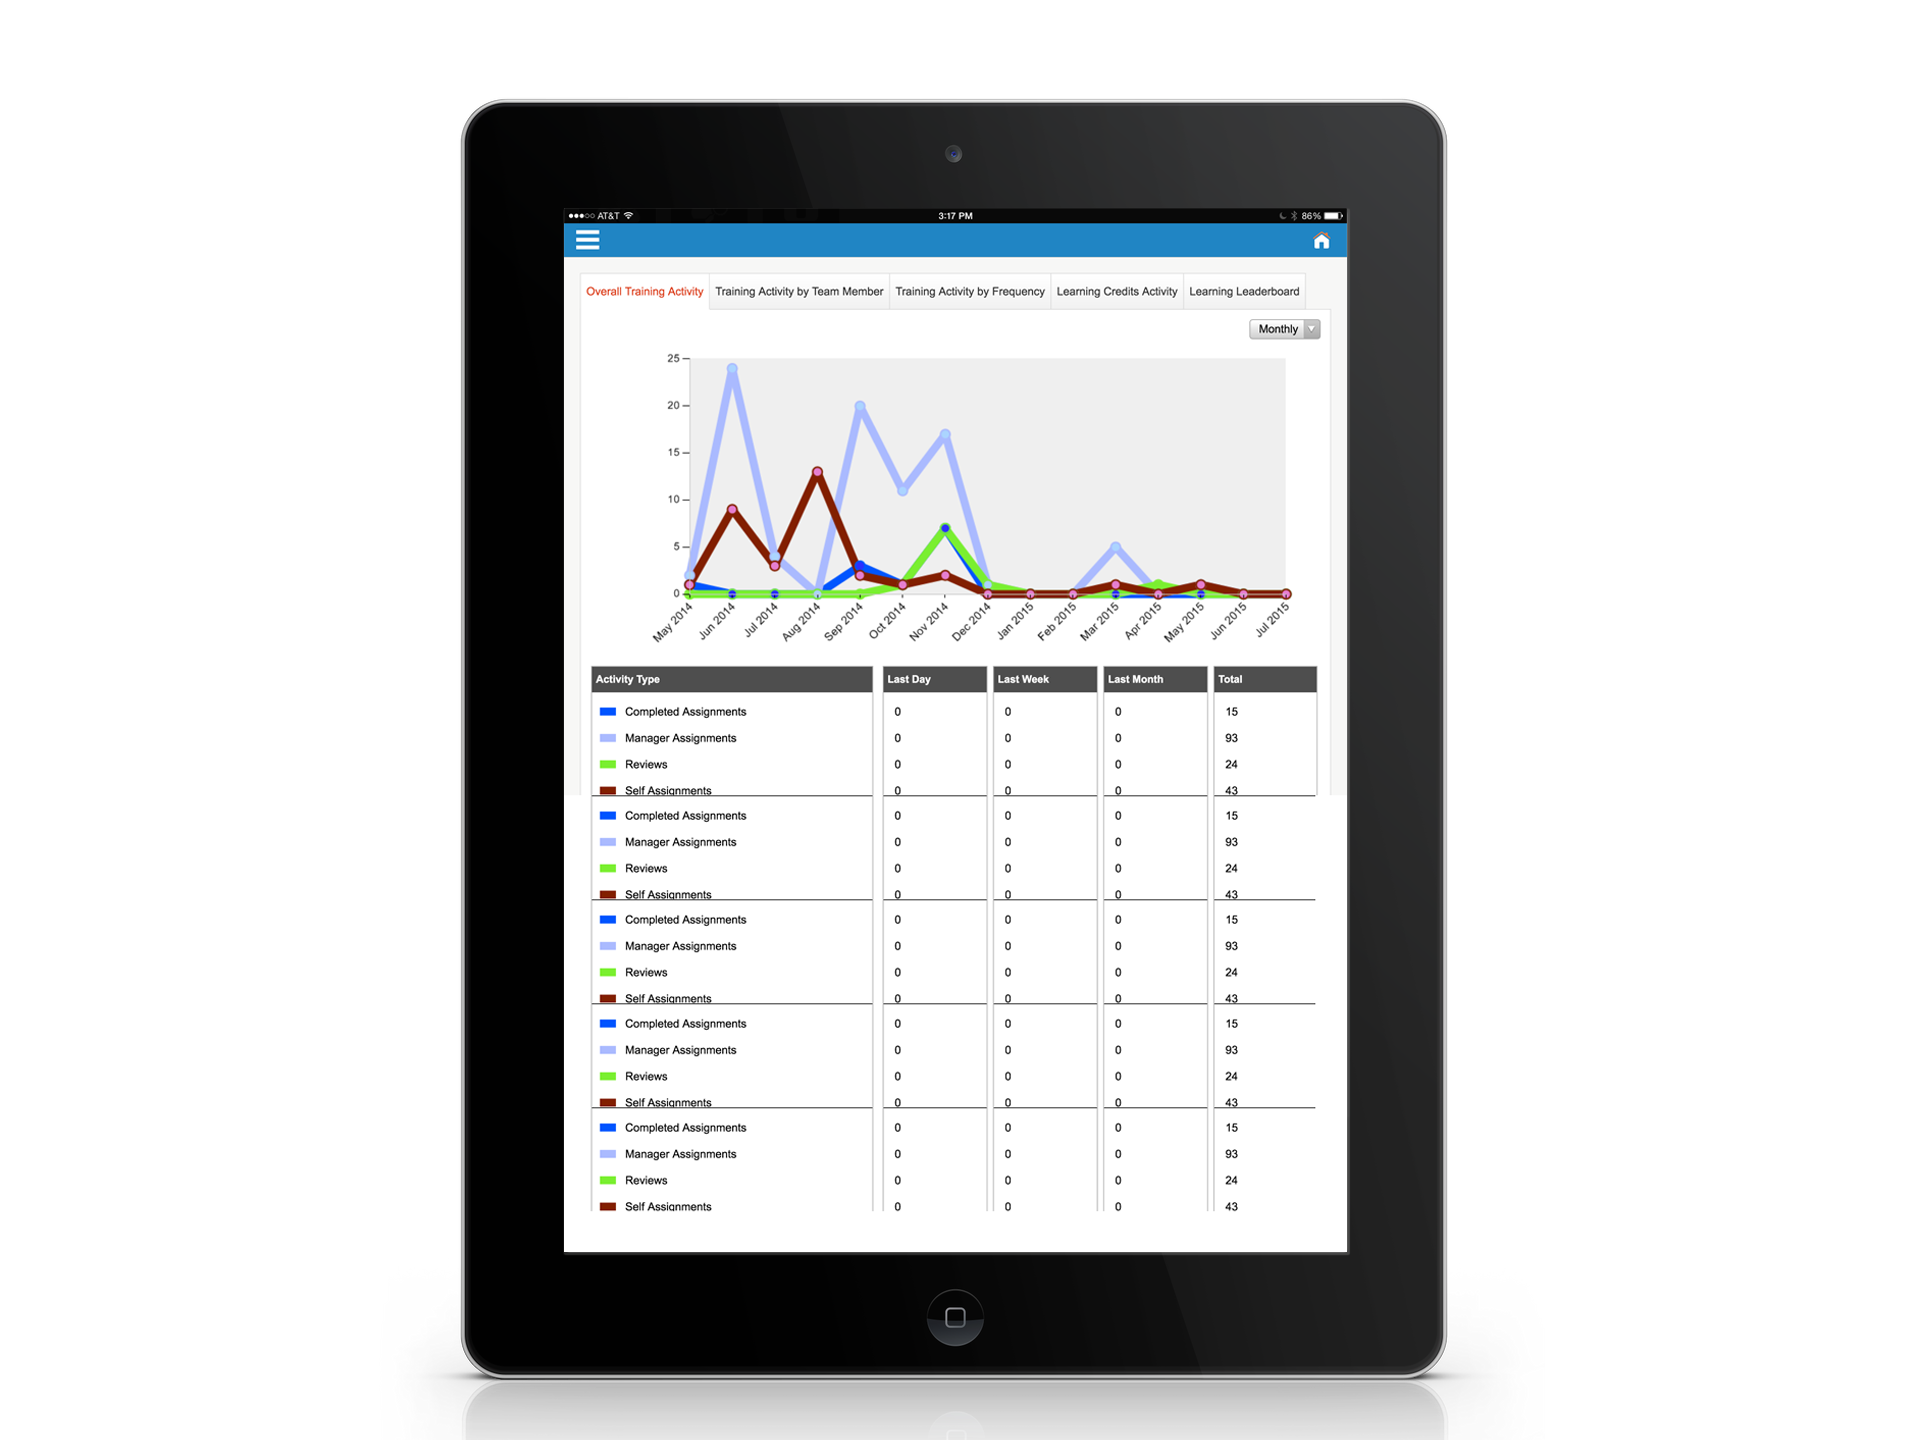 AT&T 3:17 PM 86%
Overall Training Activity Training Activity by Team Member Training Activity by Frequency Learning Credits Activity Learning Leaderboard
Monthly
25
20
15
10
5
0
May 2014 Jun 2014 Jul 2014 Aug 2014 Sep 2014 Oct 2014 Nov 2014 Dec 2014 Jan 2015 Feb 2015 Mar 2015 Apr 2015 May 2015 Jun 2015 Jul 2015
Activity Type Last Day Last Week Last Month Total
Completed Assignments 0 0 0 15
Manager Assignments 0 0 0 93
Reviews 0 0 0 24
Self Assignments 0 0 0 43
Completed Assignments 0 0 0 15
Manager Assignments 0 0 0 93
Reviews 0 0 0 24
Self Assignments 0 0 0 43
Completed Assignments 0 0 0 15
Manager Assignments 0 0 0 93
Reviews 0 0 0 24
Self Assignments 0 0 0 43
Completed Assignments 0 0 0 15
Manager Assignments 0 0 0 93
Reviews 0 0 0 24
Self Assignments 0 0 0 43
Completed Assignments 0 0 0 15
Manager Assignments 0 0 0 93
Reviews 0 0 0 24
Self Assignments 0 0 0 43